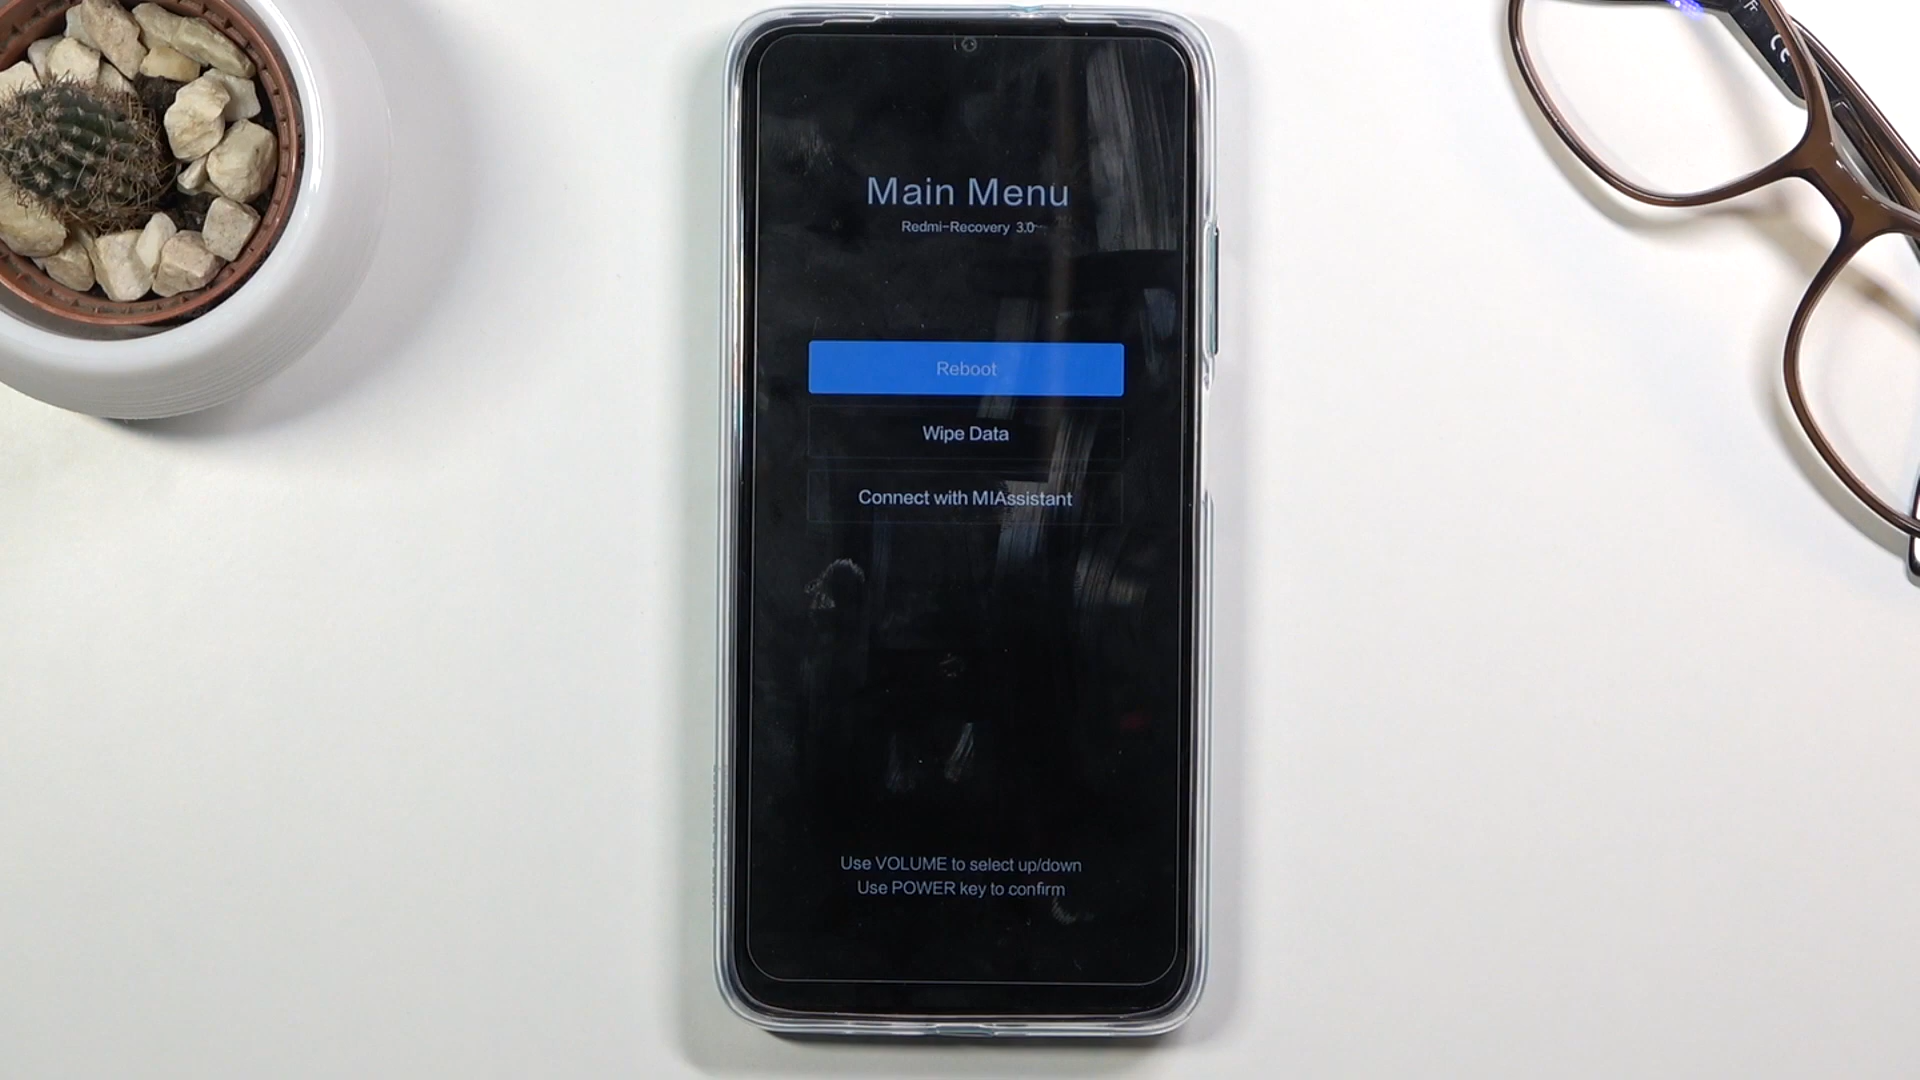 Main Menu
Redmi-Recovery 3.0
Reboot
Wipe Data
Connect with MIAssistant
Use VOLUME to select up/down
Use POWER key to confirm
CE